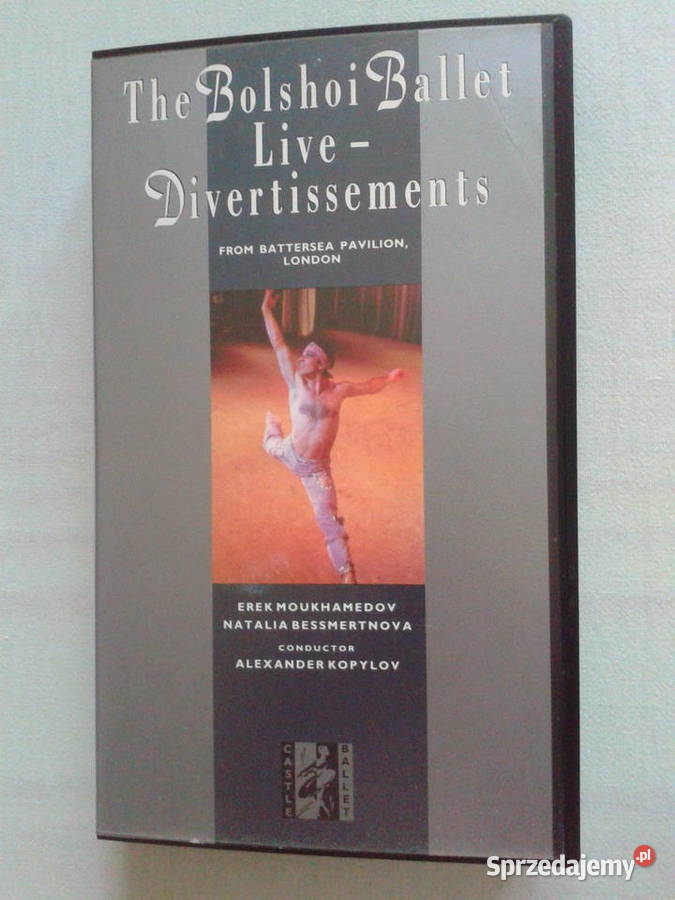 The Bolshoi Ballet
Live –
Divertissements
FROM BATTERSEA PAVILION,
LONDON
EREK MOUKHAMEDOV
NATALIA BESSMERTNOVA
CONDUCTOR
ALEXANDER KOPYLOV
CASTLE
BALLET
Sprzedajemy.pl